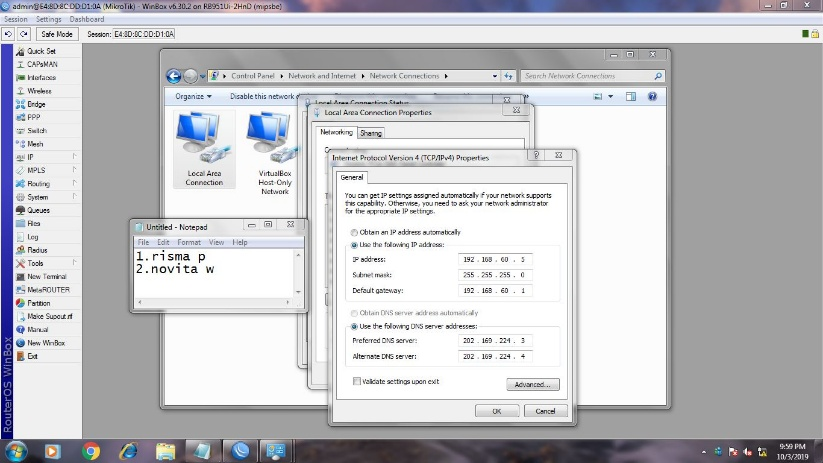 admin@E4:8D:8C:DD:D1:0A (MikroTik) - WinBox v6.30.2 on RB951Ui-2HnD (mipsbe)
Session Settings Dashboard
Safe Mode Session: E4:8D:8C:DD:D1:0A
Quick Set
CAPsMAN
Interfaces
Wireless
Bridge
PPP
Switch
Mesh
IP
MPLS
Routing
System
Queues
Files
Log
Radius
Tools
New Terminal
MetaROUTER
Partition
Make Supout.rif
Manual
New WinBox
Exit
RouterOS WinBox
Control Panel Network and Internet Network Connections
Search Network Connections
Organize Disable this network
Local Area Connection
VirtualBox Host-Only Network
Local Area Connection Status
Local Area Connection Properties
Networking Sharing
Untitled - Notepad
File Edit Format View Help
1.risma p
2.novita w
Internet Protocol Version 4 (TCP/IPv4) Properties
General
You can get IP settings assigned automatically if your network supports
this capability. Otherwise, you need to ask your network administrator
for the appropriate IP settings.
Obtain an IP address automatically
Use the following IP address:
IP address: 192 . 168 . 60 . 5
Subnet mask: 255 . 255 . 255 . 0
Default gateway: 192 . 168 . 60 . 1
Obtain DNS server address automatically
Use the following DNS server addresses:
Preferred DNS server: 202 . 169 . 224 . 3
Alternate DNS server: 202 . 169 . 224 . 4
Validate settings upon exit
Advanced...
OK Cancel
9:59 PM
10/3/2019